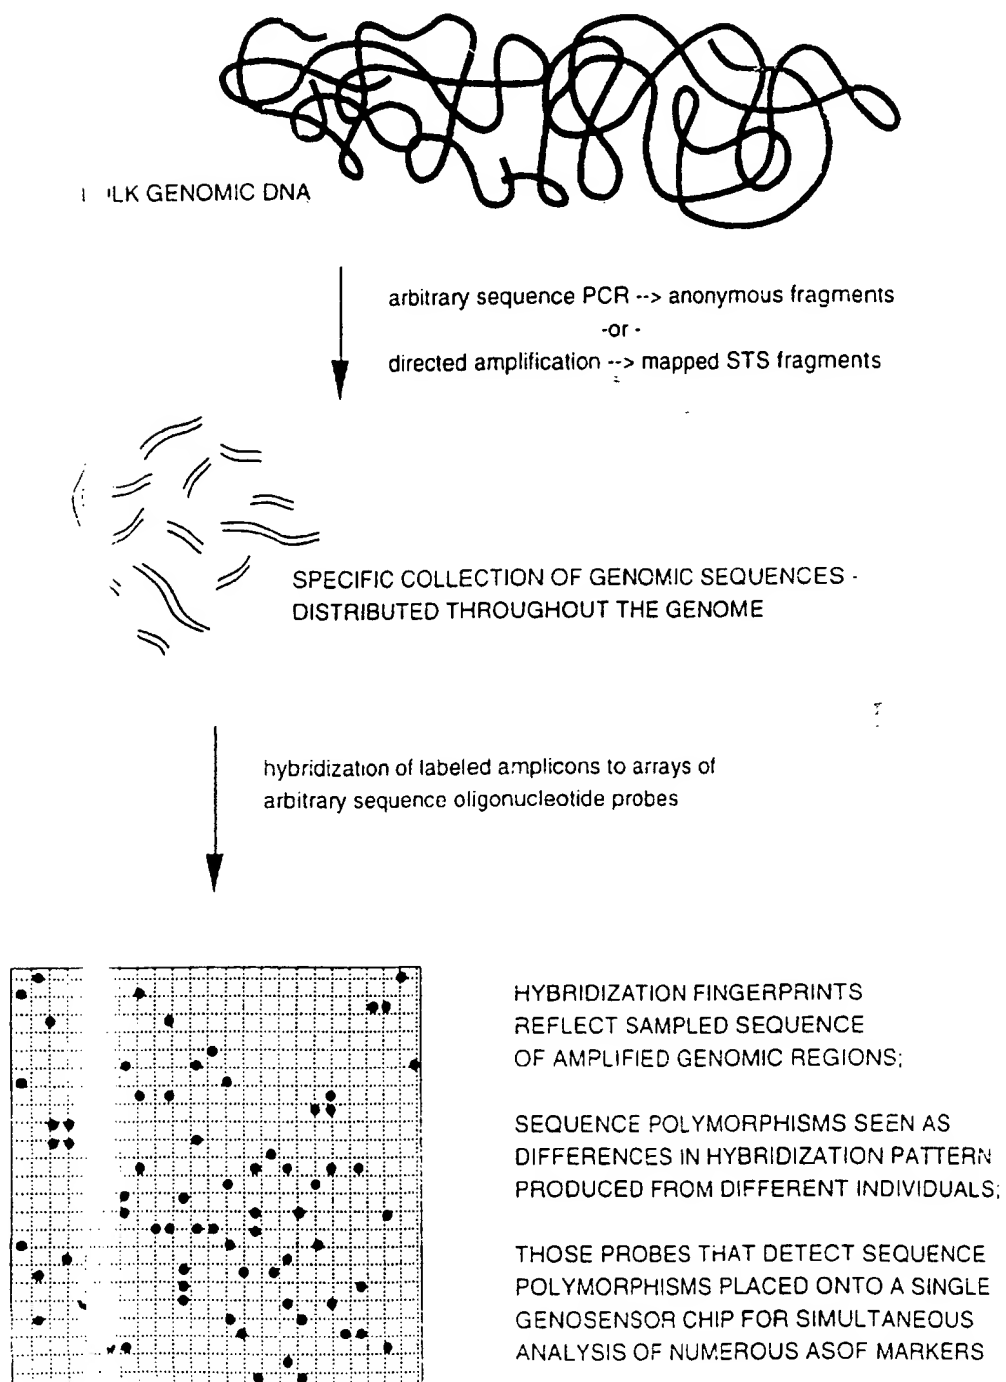 GENOMIC DNA
arbitrary sequence PCR --> anonymous fragments
-or -
directed amplification --> mapped STS fragments
SPECIFIC COLLECTION OF GENOMIC SEQUENCES -
DISTRIBUTED THROUGHOUT THE GENOME
hybridization of labeled amplicons to arrays of
arbitrary sequence oligonucleotide probes
HYBRIDIZATION FINGERPRINTS
REFLECT SAMPLED SEQUENCE
OF AMPLIFIED GENOMIC REGIONS;
SEQUENCE POLYMORPHISMS SEEN AS
DIFFERENCES IN HYBRIDIZATION PATTERN
PRODUCED FROM DIFFERENT INDIVIDUALS;
THOSE PROBES THAT DETECT SEQUENCE
POLYMORPHISMS PLACED ONTO A SINGLE
GENOSENSOR CHIP FOR SIMULTANEOUS
ANALYSIS OF NUMEROUS ASOF MARKERS